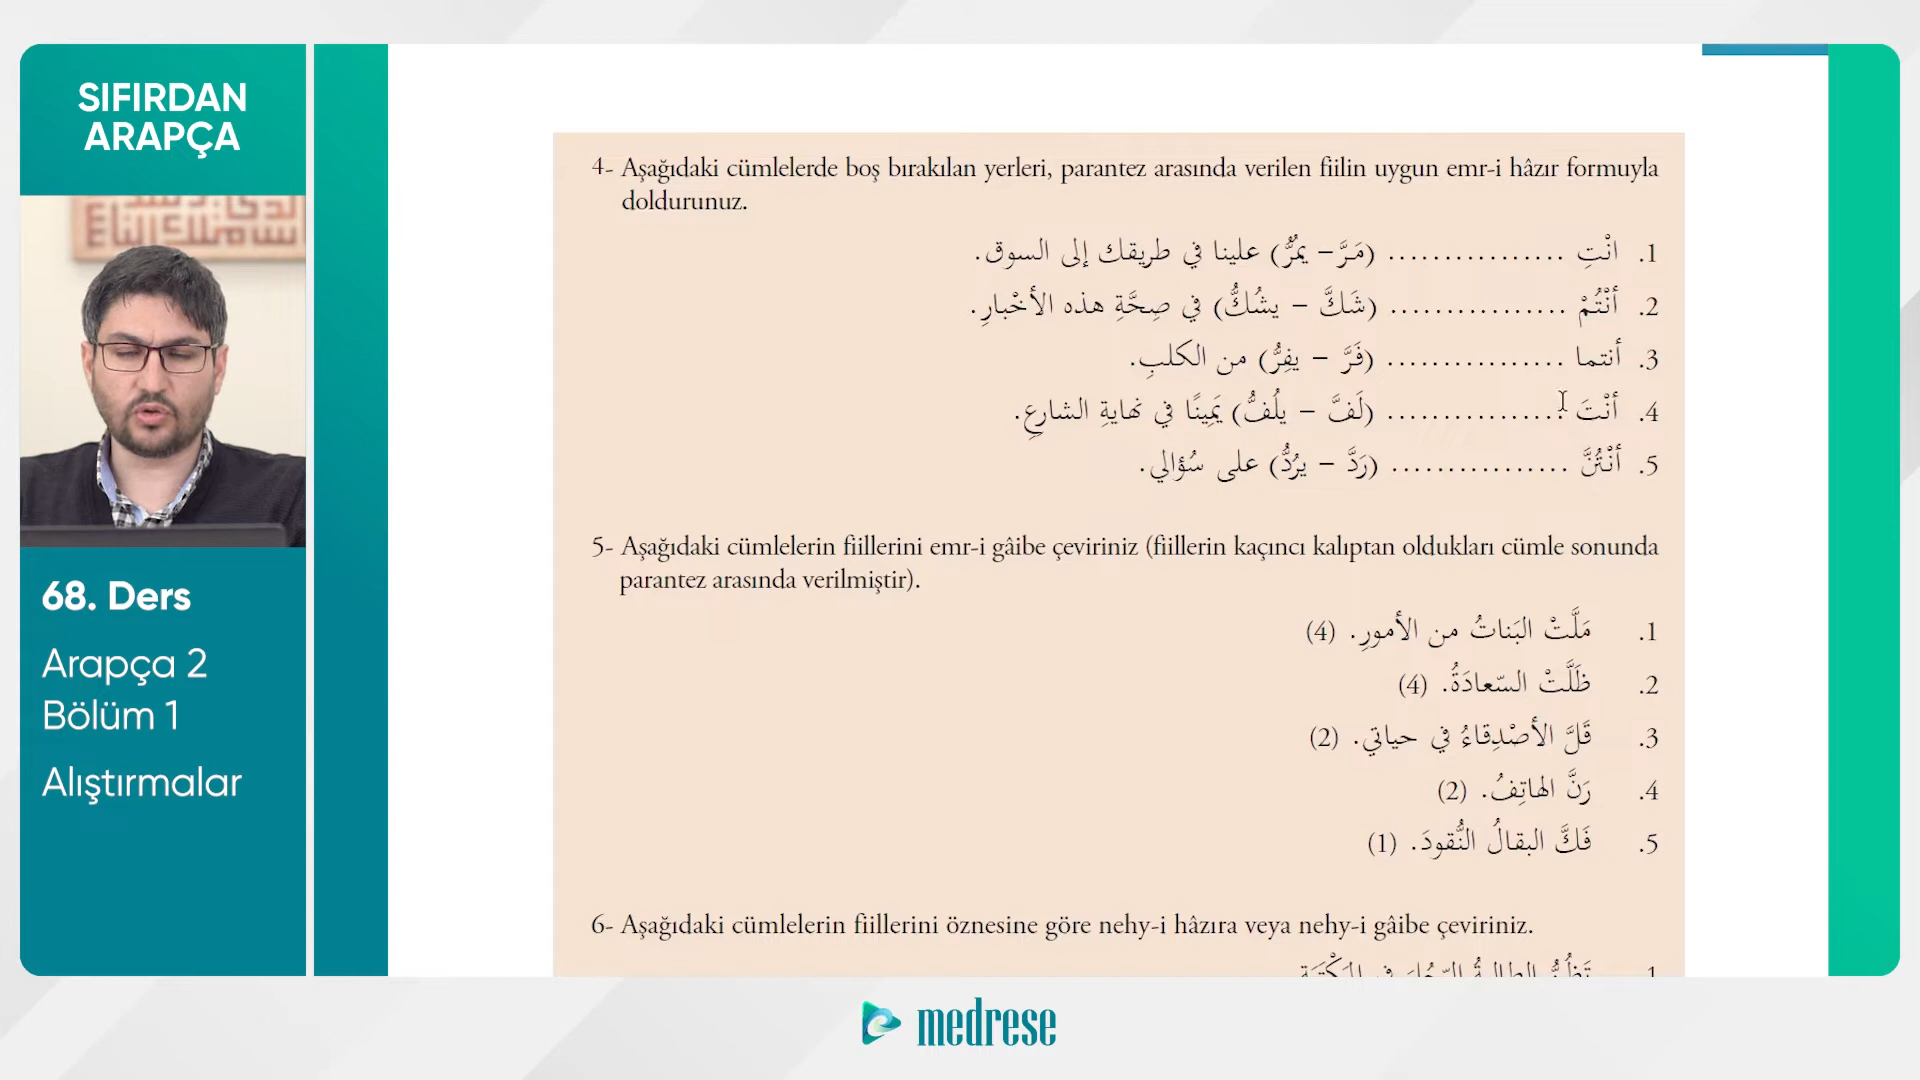 SIFIRDAN
ARAPÇA
68. Ders
Arapça 2
Bölüm 1
Alıştırmalar
4- Aşağıdaki cümlelerde boş bırakılan yerleri, parantez arasında verilen fiilin uygun emr-i hâzır formuyla
doldurunuz.
1. انْتِ ................ (مَرَّ – يمُرُّ) علينا في طريقك إلى السوق.
2. أنْتُمْ ................ (شَكَّ – يشُكُّ) في صِحَّةِ هذه الأخْبارِ.
3. أنتما ................ (فَرَّ – يفِرُّ) من الكلبِ.
4. أنْتَ ................ (لَفَّ – يلُفُّ) يَمِينًا في نهايةِ الشارعِ.
5. أنْتُنَّ ................ (رَدَّ – يرُدُّ) على سُؤالي.
5- Aşağıdaki cümlelerin fiillerini emr-i gâibe çeviriniz (fiillerin kaçıncı kalıptan oldukları cümle sonunda
parantez arasında verilmiştir).
1. مَلَّتْ البَناتُ من الأمورِ. (4)
2. ظَلَّتْ السّعادَةُ. (4)
3. قَلَّ الأصْدِقاءُ في حياتي. (2)
4. رَنَّ الهاتِفُ. (2)
5. فَكَّ البقالُ النُّقودَ. (1)
6- Aşağıdaki cümlelerin fiillerini öznesine göre nehy-i hâzıra veya nehy-i gâibe çeviriniz.
medrese